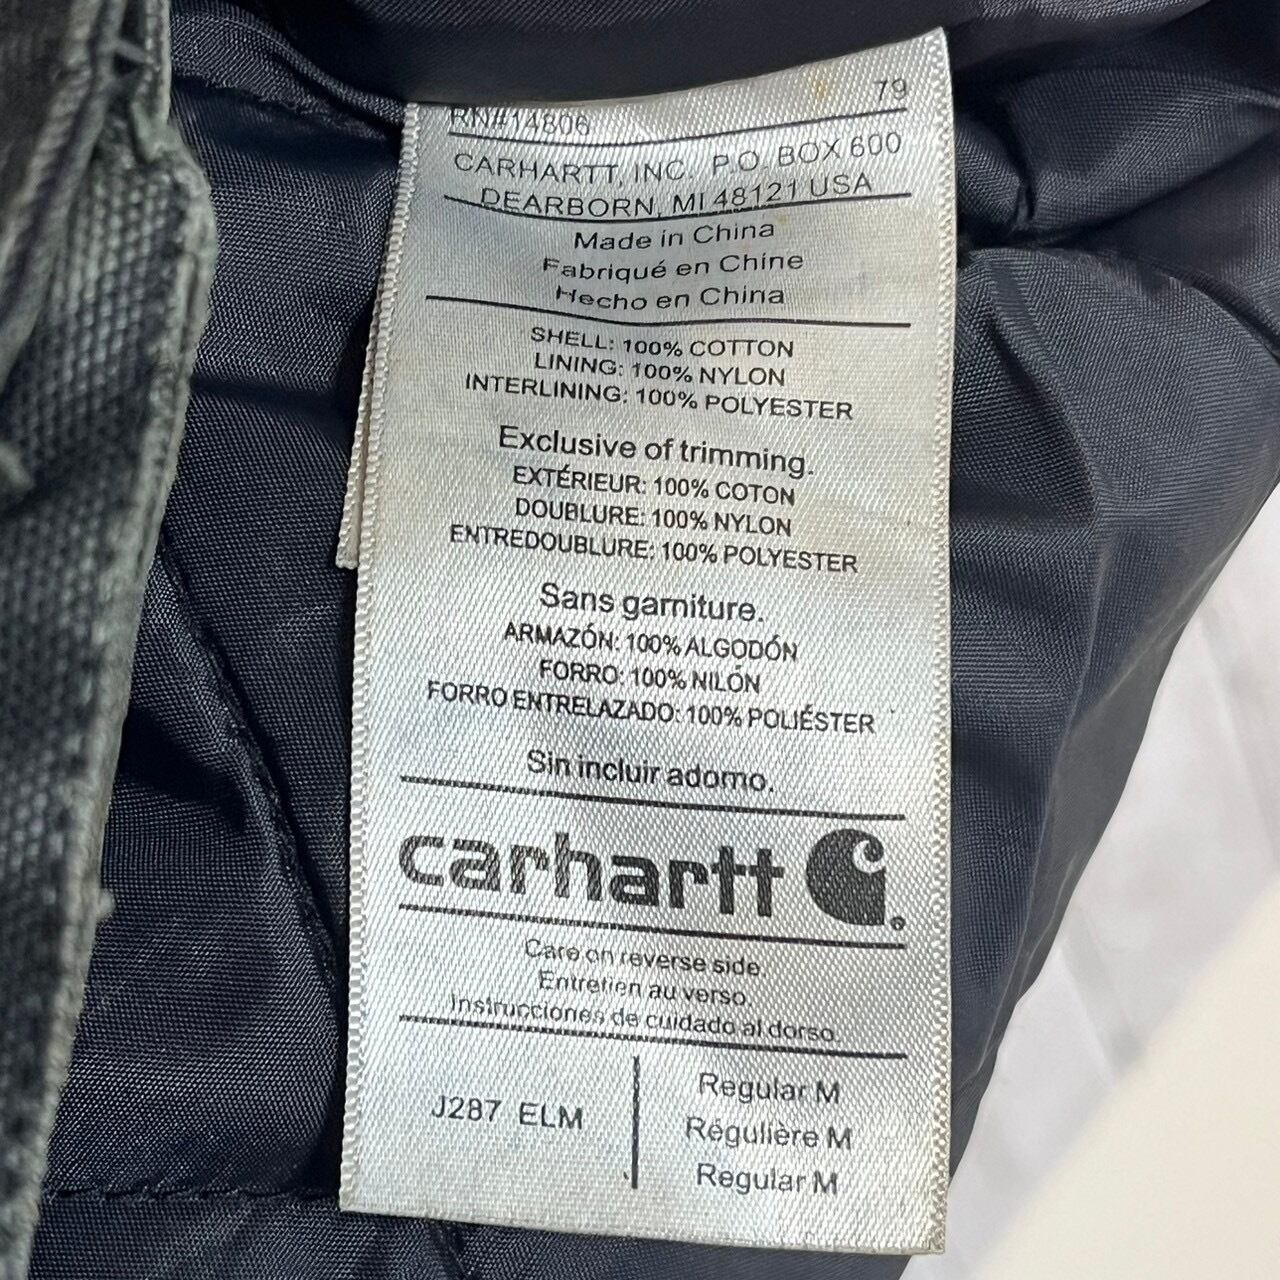 79
RN#14806
CARHARTT, INC. P.O. BOX 600
DEARBORN, MI 48121 USA
Made in China
Fabriqué en Chine
Hecho en China
SHELL: 100% COTTON
LINING: 100% NYLON
INTERLINING: 100% POLYESTER
Exclusive of trimming.
EXTÉRIEUR: 100% COTON
DOUBLURE: 100% NYLON
ENTREDOUBLURE: 100% POLYESTER
Sans garniture.
ARMAZÓN: 100% ALGODÓN
FORRO: 100% NILÓN
FORRO ENTRELAZADO: 100% POLIÉSTER
Sin incluir adorno.
carhartt
Care on reverse side.
Entretien au verso.
Instrucciones de cuidado al dorso.
J287 ELM
Regular M
Régulière M
Regular M